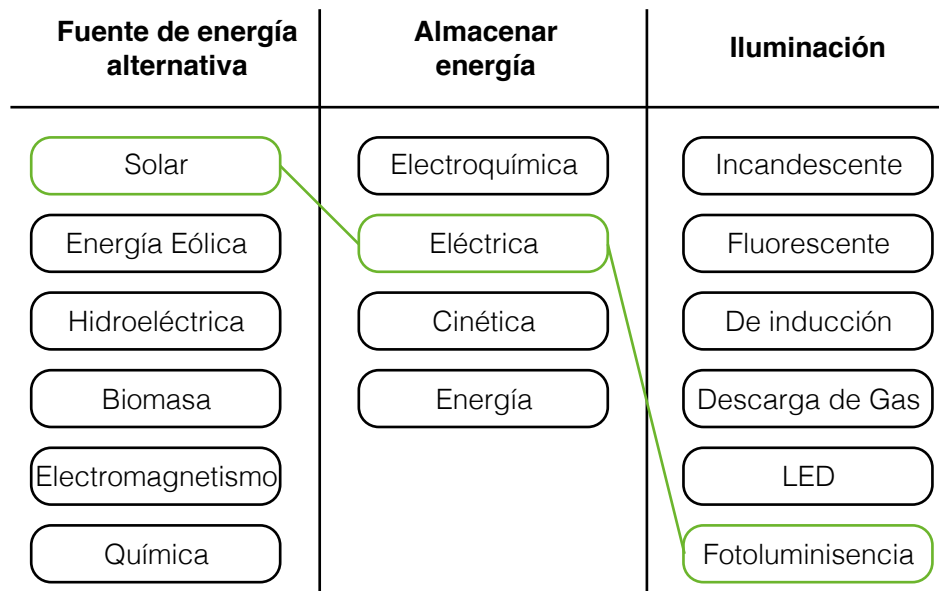 Fuente de energía
alternativa
Almacenar
energía
Iluminación
Solar
Electroquímica
Incandescente
Energía Eólica
Eléctrica
Fluorescente
Hidroeléctrica
Cinética
De inducción
Biomasa
Energía
Descarga de Gas
Electromagnetismo
LED
Química
Fotoluminisencia